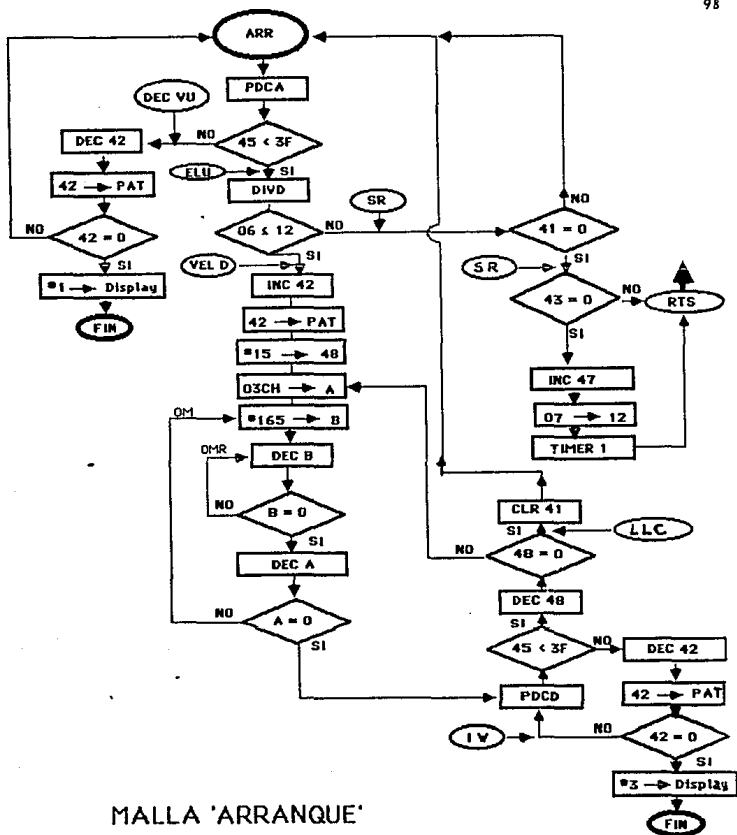 98
ARR
PDCA
DEC VU
45 < 3F
NO
SI
DEC 42
42 → PAT
42 = 0
NO
SI
*1 → Display
FIN
ELU
DIVD
06 ≤ 12
NO
SI
SR
VEL D
INC 42
42 → PAT
*15 → 48
03CH → A
OM
*165 → B
OMR
DEC B
B = 0
NO
SI
DEC A
A = 0
NO
SI
NO
41 = 0
SR
SI
43 = 0
NO
RTS
SI
INC 47
07 → 12
TIMER 1
CLR 41
SI
LLC
NO
48 = 0
DEC 48
SI
45 < 3F
NO
DEC 42
PDCD
42 → PAT
I W
NO
42 = 0
SI
*3 → Display
FIN
MALLA 'ARRANQUE'